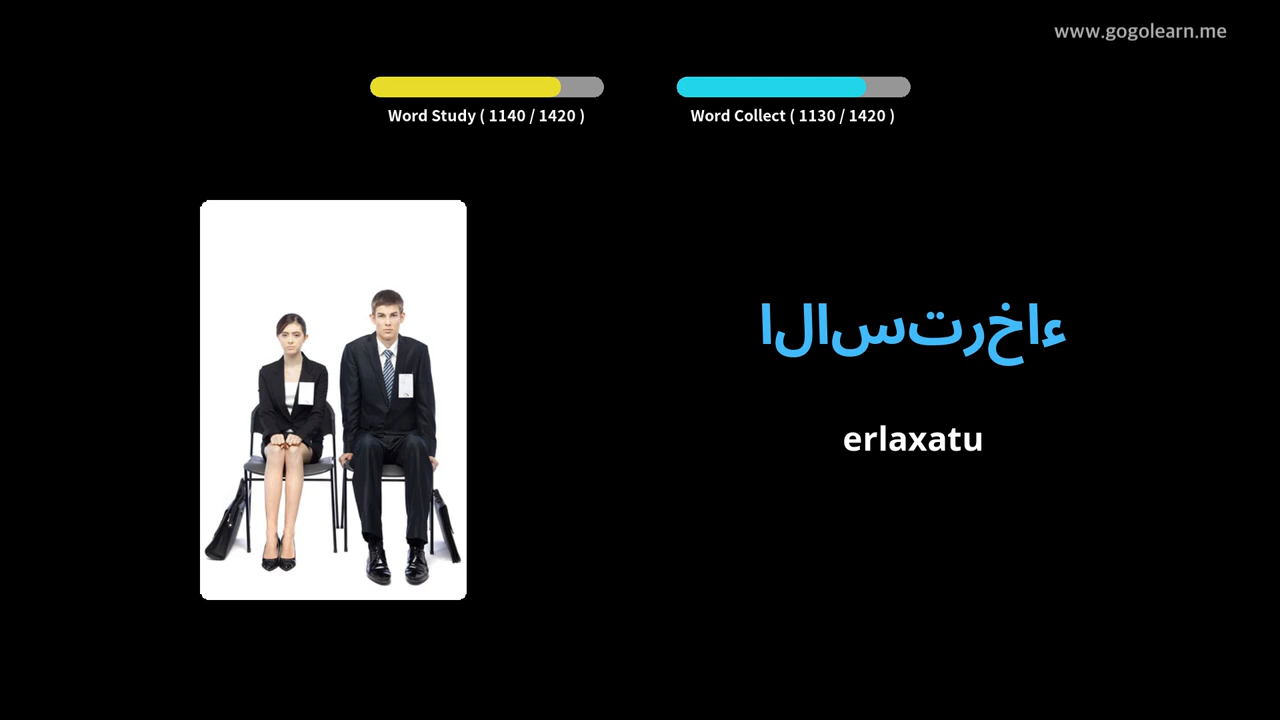 www.gogolearn.me
Word Study ( 1140 / 1420 )
Word Collect ( 1130 / 1420 )
الاسترخاء
erlaxatu